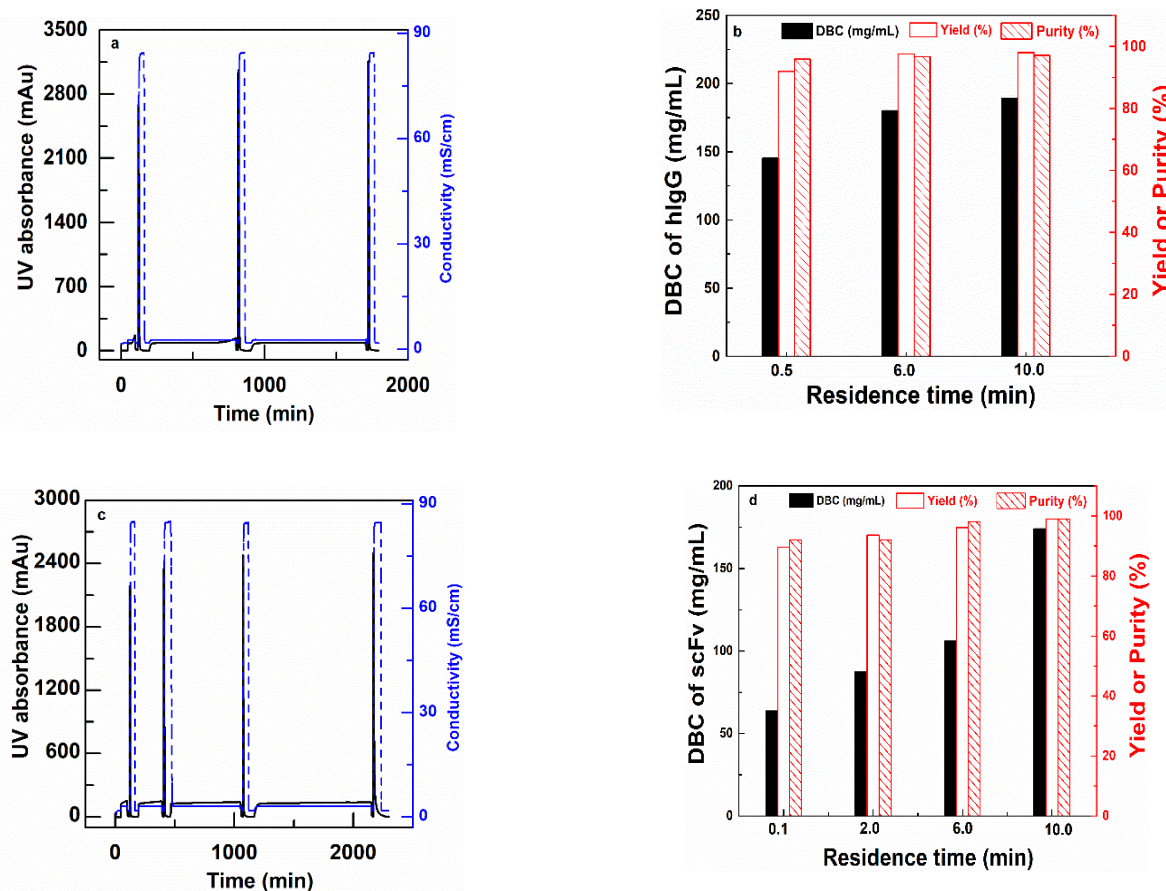 a
3500
2800
2100
1400
700
0
UV absorbance (mAu)
90
60
30
0
Conductivity (mS/cm)
0 1000 2000
Time (min)
b DBC (mg/mL) Yield (%) Purity (%)
250
200
150
100
50
0
DBC of hIgG (mg/mL)
100
80
60
40
20
0
Yield or Purity (%)
0.5 6.0 10.0
Residence time (min)
c
3000
2400
1800
1200
600
0
UV absorbance (mAu)
90
60
30
0
Conductivity (mS/cm)
0 1000 2000
Time (min)
d DBC (mg/mL) Yield (%) Purity (%)
200
150
100
50
0
DBC of scFv (mg/mL)
100
80
60
40
20
0
Yield or Purity (%)
0.1 2.0 6.0 10.0
Residence time (min)